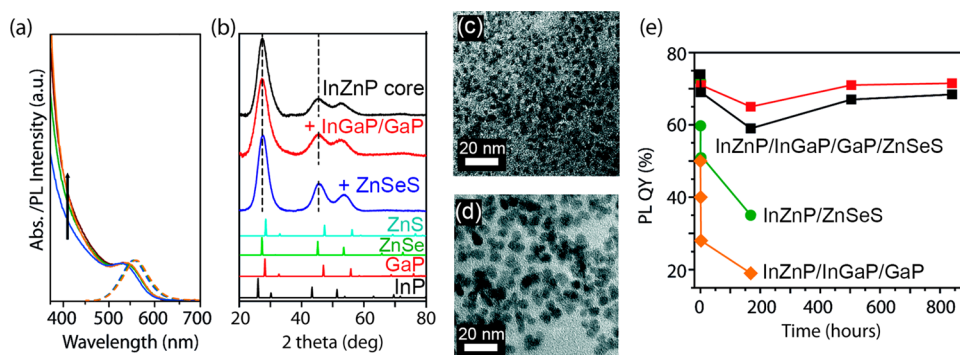 (a)
Abs. /PL Intensity (a.u.)
400 500 600 700
Wavelength (nm)
(b)
InZnP core
+ InGaP/GaP
+ ZnSeS
ZnS
ZnSe
GaP
InP
20 40 60 80
2 theta (deg)
(c)
20 nm
(d)
20 nm
(e)
PL QY (%)
80
60
40
20
InZnP/InGaP/GaP/ZnSeS
InZnP/ZnSeS
InZnP/InGaP/GaP
0 200 400 600 800
Time (hours)